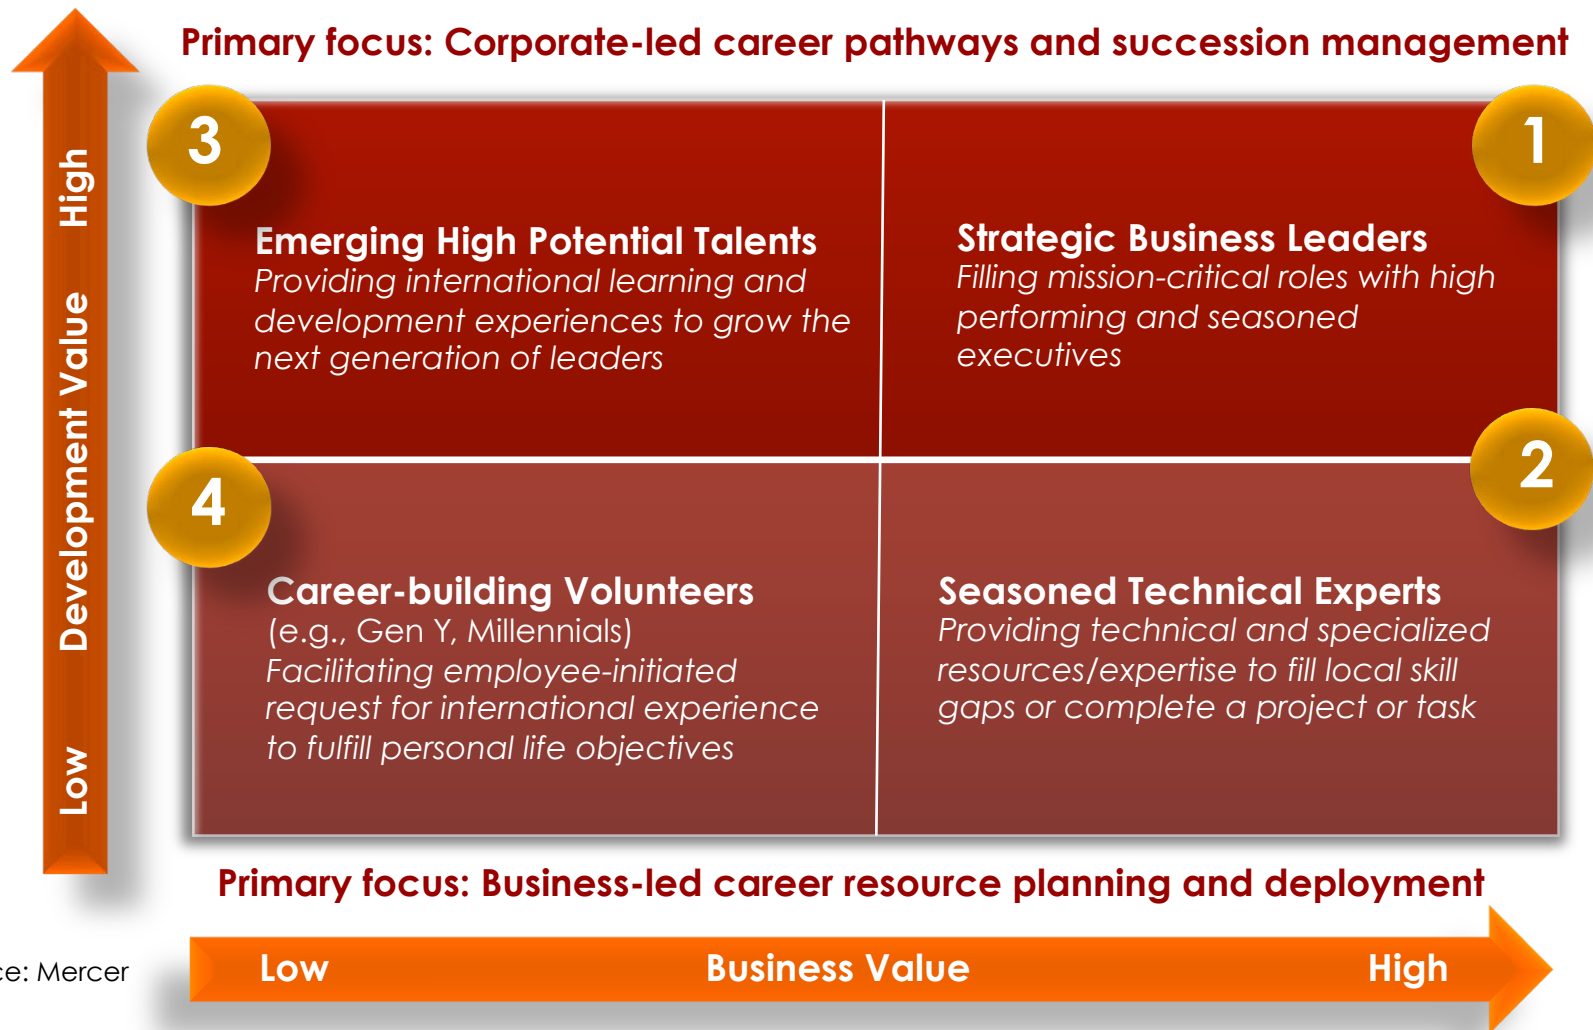 Primary focus: Corporate-led career pathways and succession management
3
Emerging High Potential Talents
Providing international learning and
development experiences to grow the
next generation of leaders
1
Strategic Business Leaders
Filling mission-critical roles with high
performing and seasoned
executives
4
Career-building Volunteers
(e.g., Gen Y, Millennials)
Facilitating employee-initiated
request for international experience
to fulfill personal life objectives
2
Seasoned Technical Experts
Providing technical and specialized
resources/expertise to fill local skill
gaps or complete a project or task
Low Development Value High
Primary focus: Business-led career resource planning and deployment
Low Business Value High
Mercer